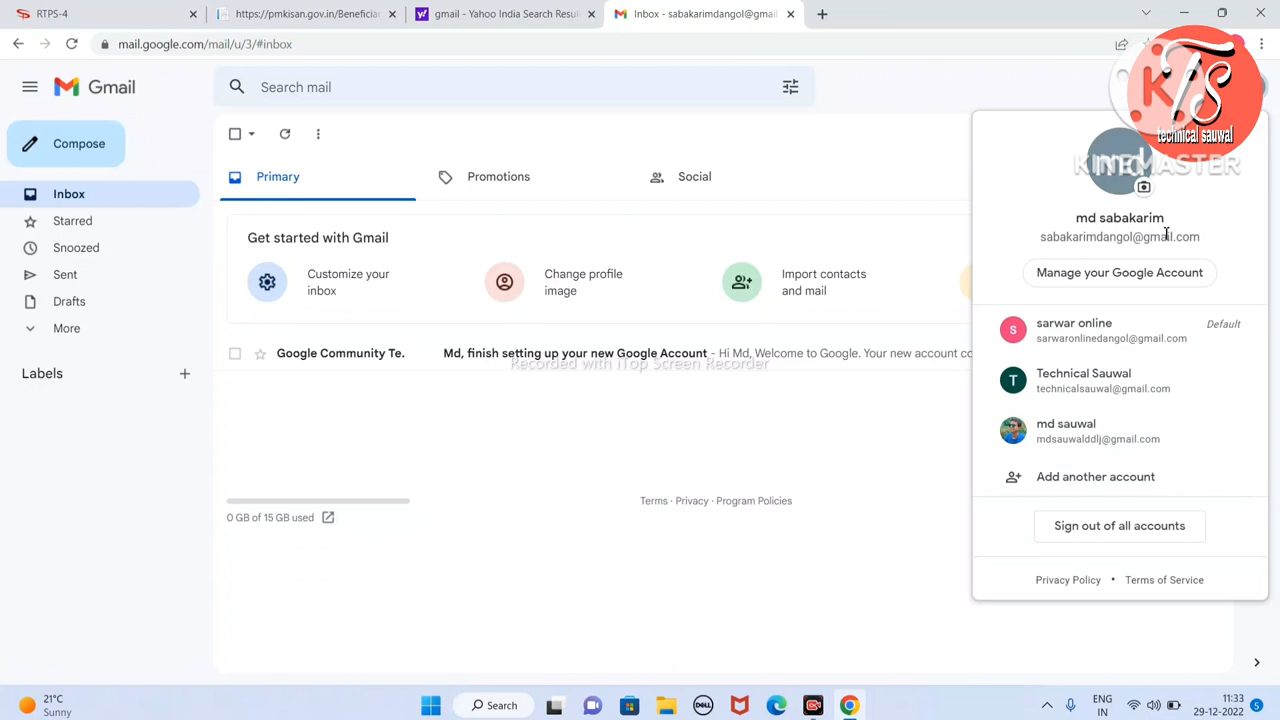 RTPS-4
https://pmkisan.gov.in/Beneficia
gmail - Yahoo India Search Resul
Inbox - sabakarimdangol@gmail
mail.google.com/mail/u/3/#inbox
Gmail
Search mail
TS
technical sauwal
KINEMASTER
Compose
Inbox
Starred
Snoozed
Sent
Drafts
More
Labels
Primary
Promotions
Social
Get started with Gmail
Customize your
inbox
Change profile
image
Import contacts
and mail
Google Community Te.
Md, finish setting up your new Google Account - Hi Md, Welcome to Google. Your new account co
Recorded with iTop Screen Recorder
Terms · Privacy · Program Policies
0 GB of 15 GB used
md sabakarim
sabakarimdangol@gmail.com
Manage your Google Account
S
sarwar online
Default
sarwaronlinedangol@gmail.com
T
Technical Sauwal
technicalsauwal@gmail.com
md sauwal
mdsauwalddlj@gmail.com
Add another account
Sign out of all accounts
Privacy Policy • Terms of Service
21°C
Sunny
Search
DELL
ENG
IN
11:33
29-12-2022
5